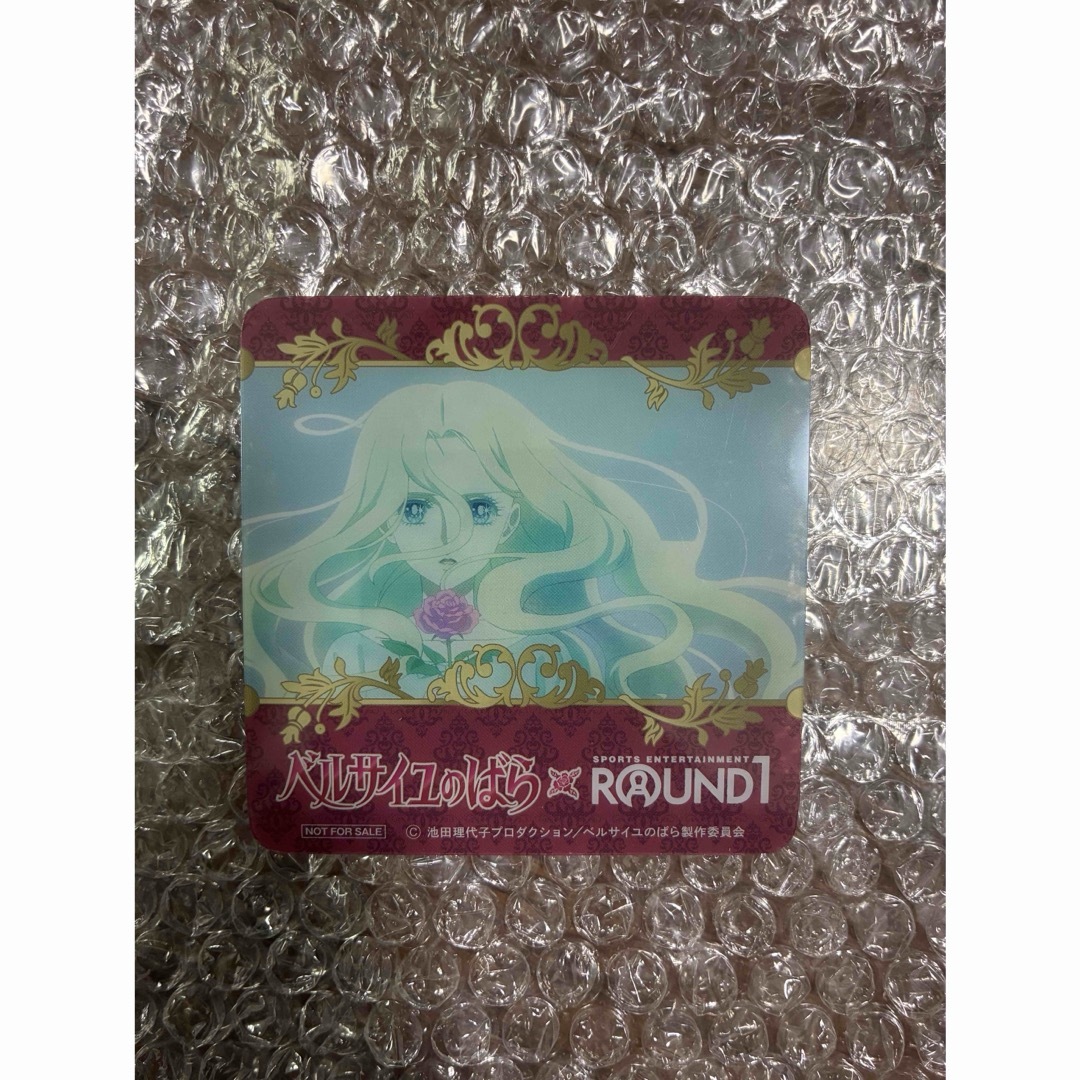 ベルサイユのばら
SPORTS ENTERTAINMENT
ROUND1
NOT FOR SALE
Ⓒ 池田理代子プロダクション/ベルサイユのばら製作委員会